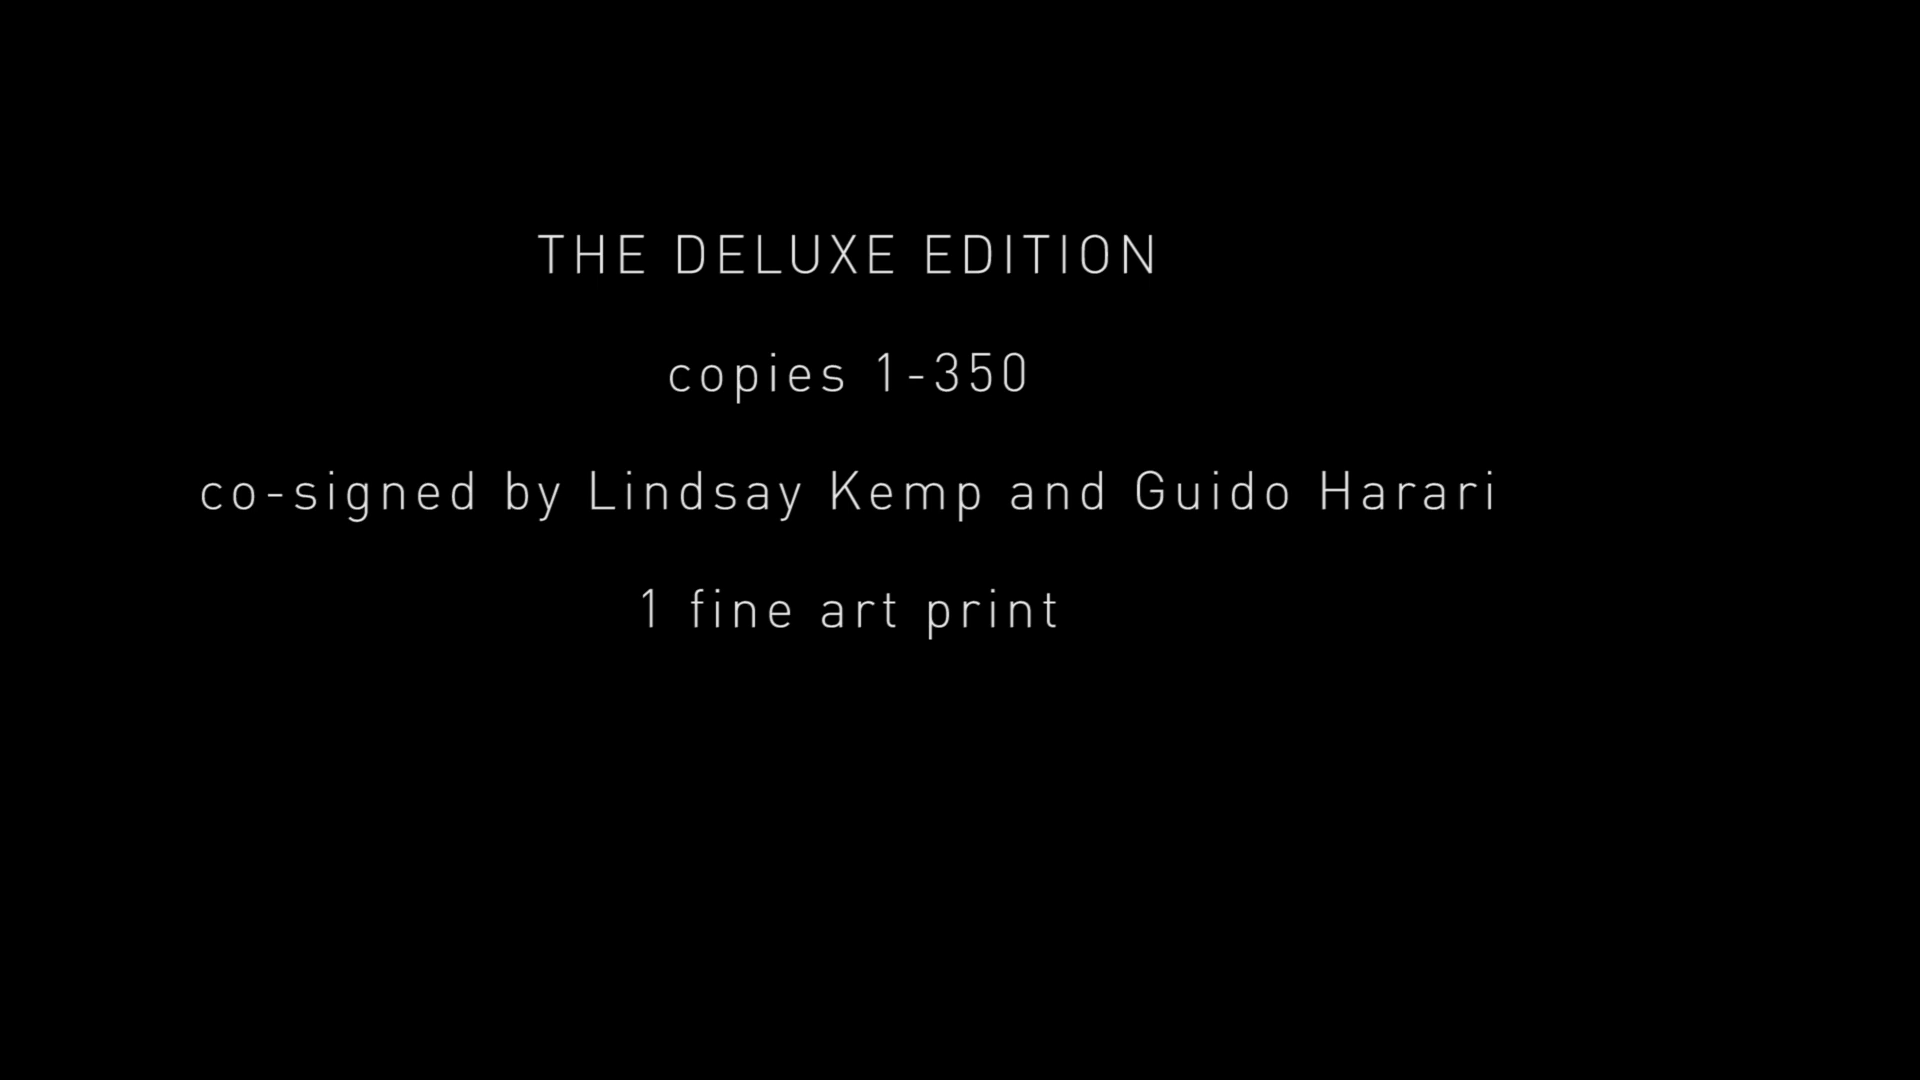 THE DELUXE EDITION
copies 1-350
co-signed by Lindsay Kemp and Guido Harari
1 fine art print